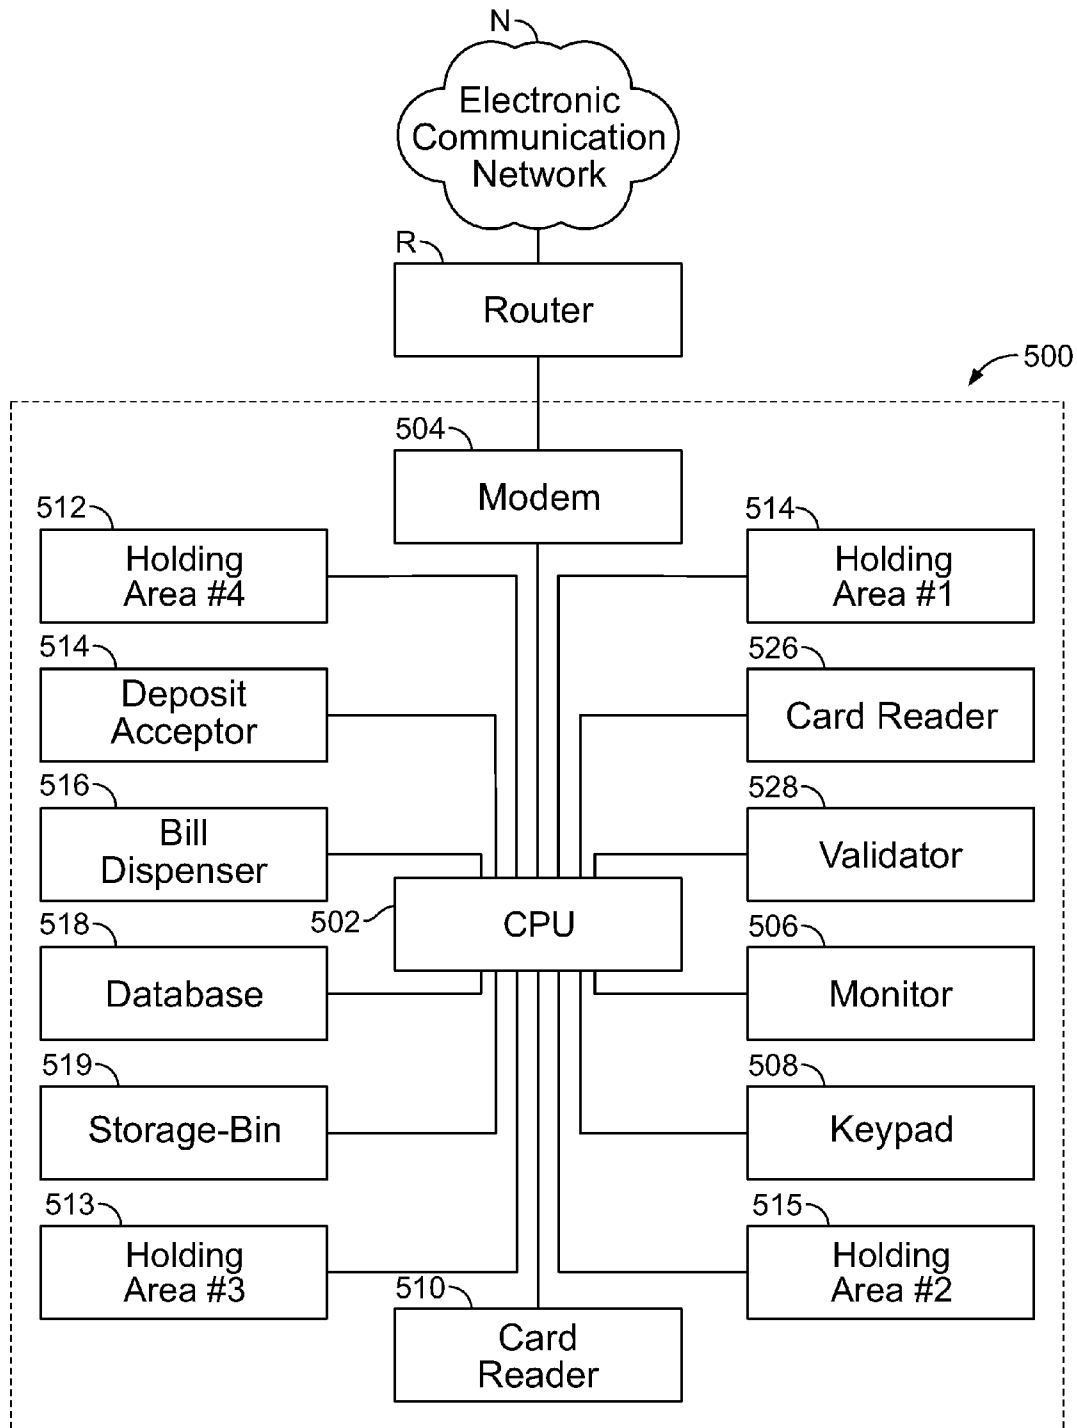 N
Electronic
Communication
Network
R
Router
500
504
Modem
512
Holding
Area #4
514
Holding
Area #1
514
Deposit
Acceptor
526
Card Reader
516
Bill
Dispenser
528
Validator
502
CPU
518
Database
506
Monitor
519
Storage-Bin
508
Keypad
513
Holding
Area #3
515
Holding
Area #2
510
Card
Reader